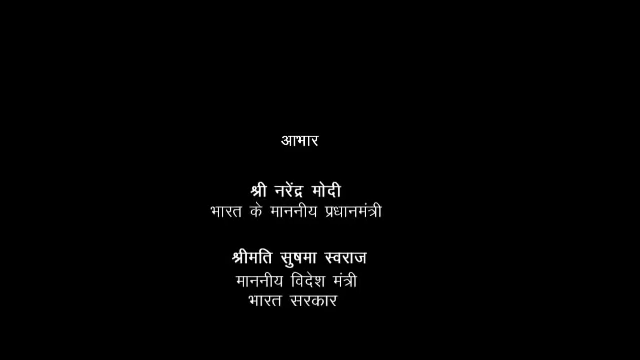 आभार
श्री नरेंद्र मोदी
भारत के माननीय प्रधानमंत्री
श्रीमति सुषमा स्वराज
माननीय विदेश मंत्री
भारत सरकार